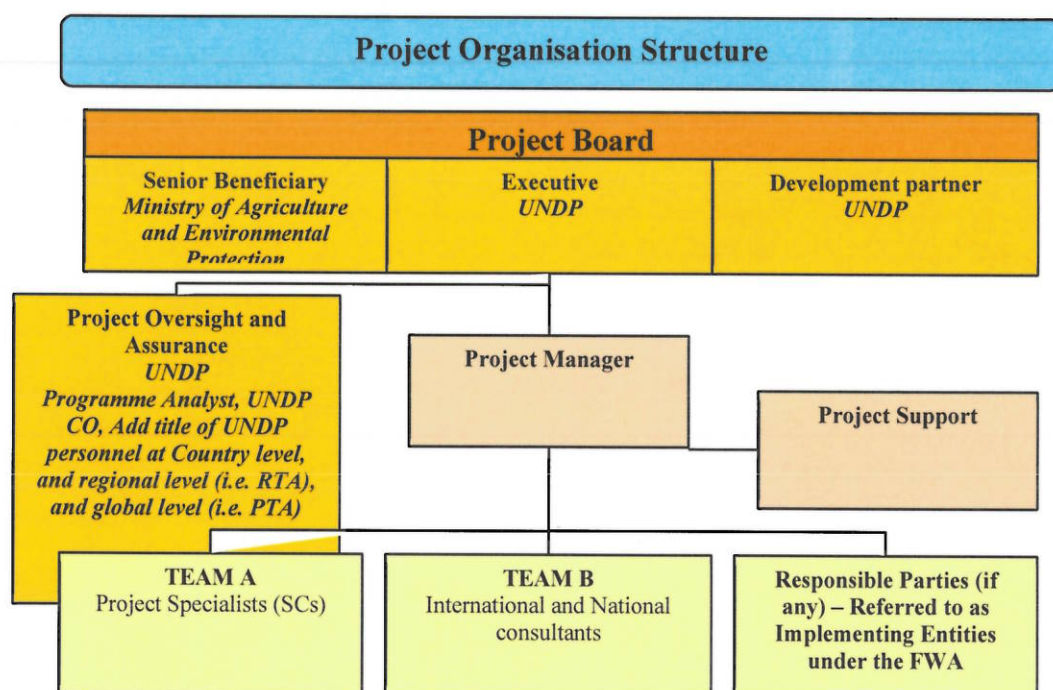 Project Organisation Structure
Project Board
Senior Beneficiary
Ministry of Agriculture
and Environmental
Protection
Executive
UNDP
Development partner
UNDP
Project Oversight and
Assurance
UNDP
Programme Analyst, UNDP
CO, Add title of UNDP
personnel at Country level,
and regional level (i.e. RTA),
and global level (i.e. PTA)
Project Manager
Project Support
TEAM A
Project Specialists (SCs)
TEAM B
International and National
consultants
Responsible Parties (if
any) – Referred to as
Implementing Entities
under the FWA